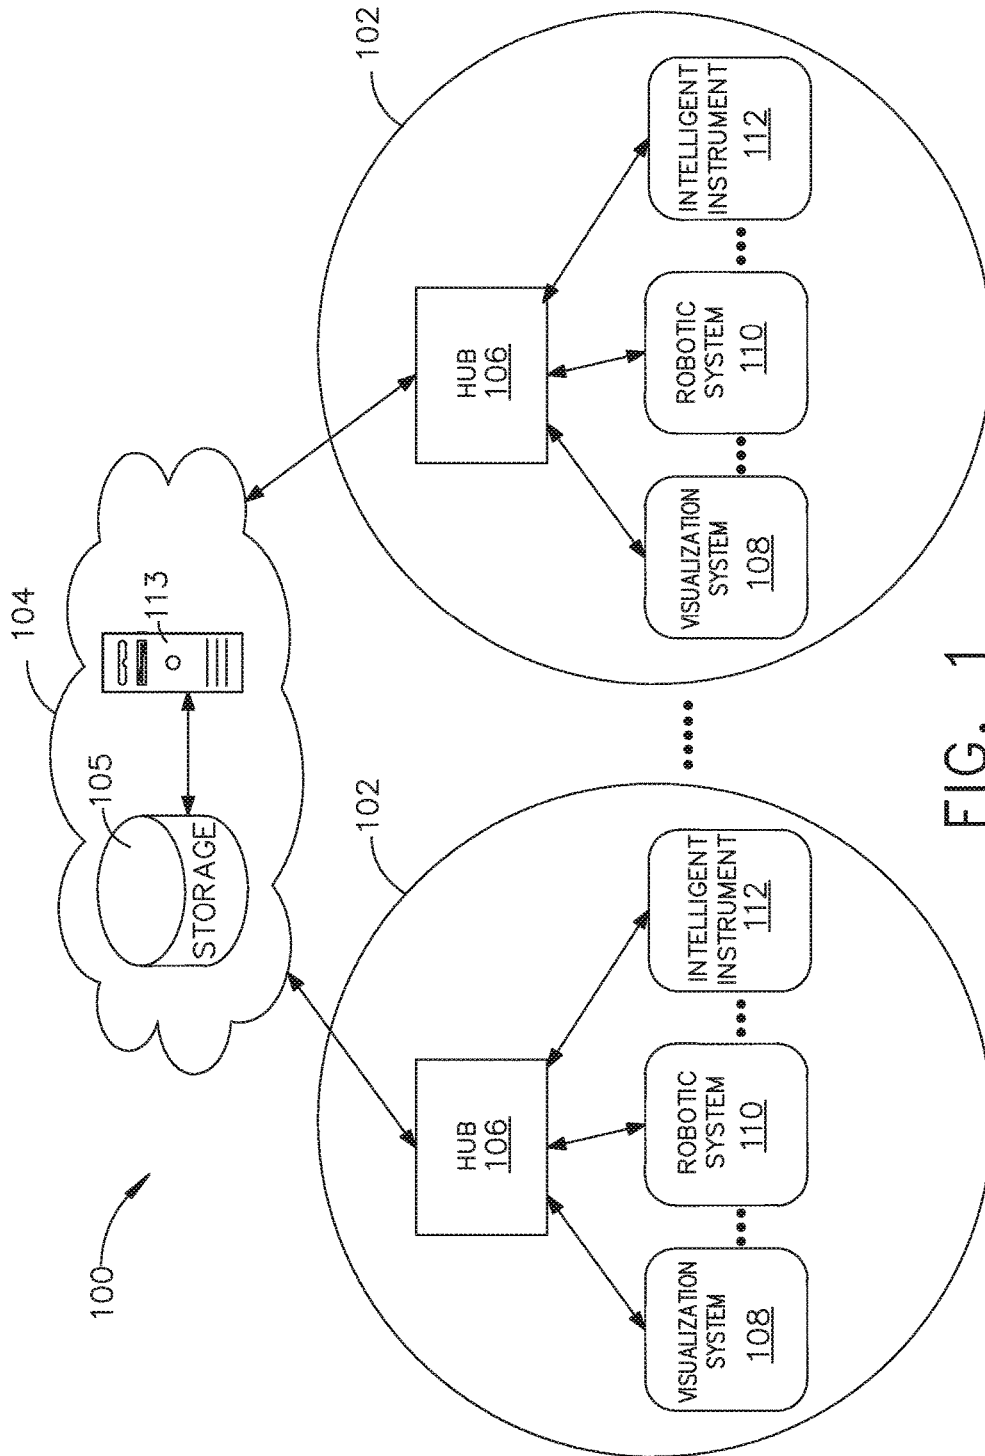 100
104
105
STORAGE
113
102
HUB
106
VISUALIZATION
SYSTEM
108
ROBOTIC
SYSTEM
110
INTELLIGENT
INSTRUMENT
112
102
HUB
106
VISUALIZATION
SYSTEM
108
ROBOTIC
SYSTEM
110
INTELLIGENT
INSTRUMENT
112
FIG. 1